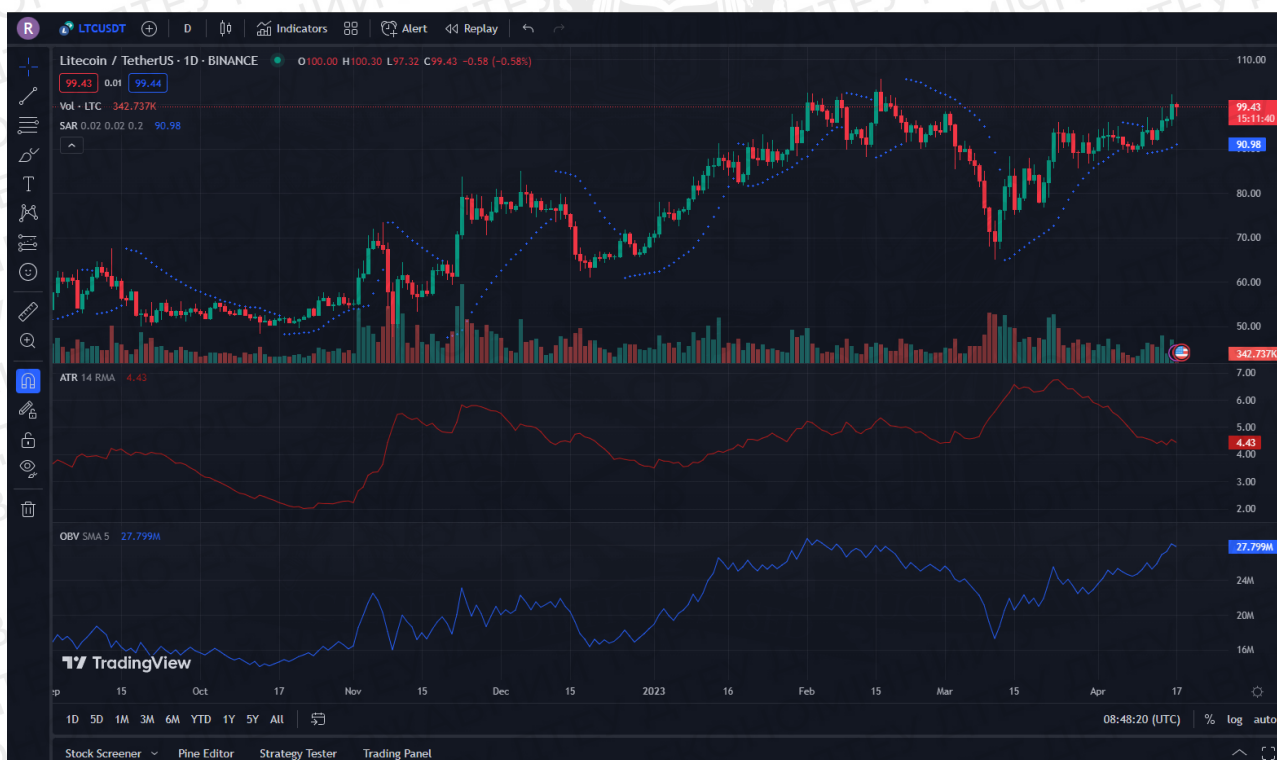 R LTCUSDT D Indicators Alert Replay
Litecoin / TetherUS · 1D · BINANCE O100.00 H100.30 L97.32 C99.43 −0.58 (−0.58%)
99.43 0.01 99.44
Vol · LTC 342.737K
SAR 0.02 0.02 0.2 90.98
110.00
99.43
15:11:40
90.98
80.00
70.00
60.00
50.00
342.737K
ATR 14 RMA 4.43
7.00
6.00
5.00
4.43
4.00
3.00
2.00
OBV SMA 5 27.799M
27.799M
24M
20M
16M
TradingView
15 Oct 17 Nov 15 Dec 15 2023 16 Feb 15 Mar 15 Apr 17
1D 5D 1M 3M 6M YTD 1Y 5Y All 08:48:20 (UTC) % log auto
Stock Screener Pine Editor Strategy Tester Trading Panel